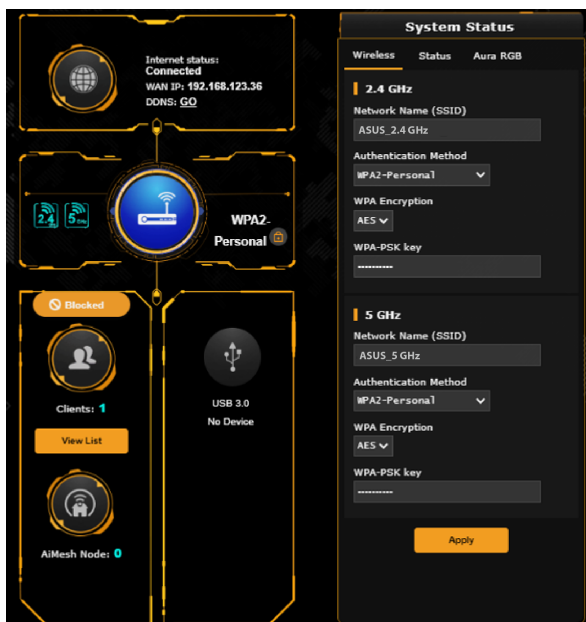 Internet status:
Connected
WAN IP: 192.168.123.36
DDNS: GO
2.4
GHz
5 GHz
WPA2-
Personal
Blocked
Clients: 1
View List
AiMesh Node: 0
USB 3.0
No Device
System Status
Wireless Status Aura RGB
2.4 GHz
Network Name (SSID)
ASUS_2.4 GHz
Authentication Method
WPA2-Personal
WPA Encryption
AES
WPA-PSK key
----------
5 GHz
Network Name (SSID)
ASUS_5 GHz
Authentication Method
WPA2-Personal
WPA Encryption
AES
WPA-PSK key
----------
Apply